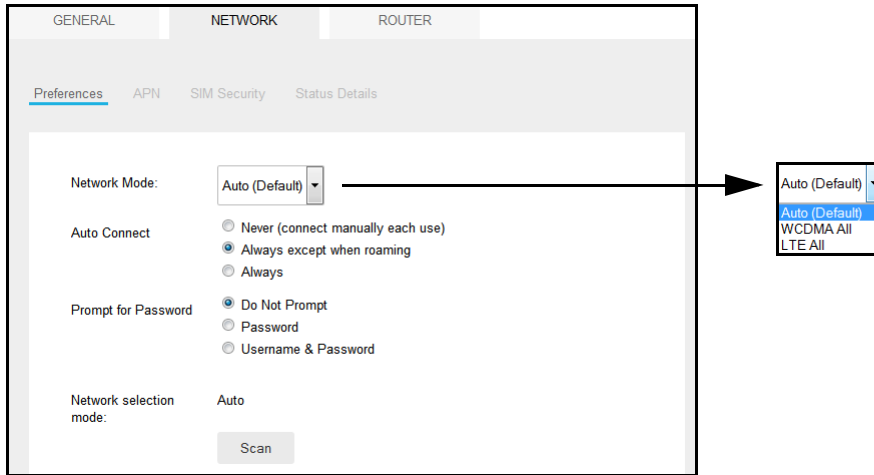 GENERAL NETWORK ROUTER
Preferences APN SIM Security Status Details
Network Mode: Auto (Default)
Auto Connect
Never (connect manually each use)
Always except when roaming
Always
Prompt for Password
Do Not Prompt
Password
Username & Password
Network selection
mode:
Auto
Scan
Auto (Default)
Auto (Default)
WCDMA All
LTE All